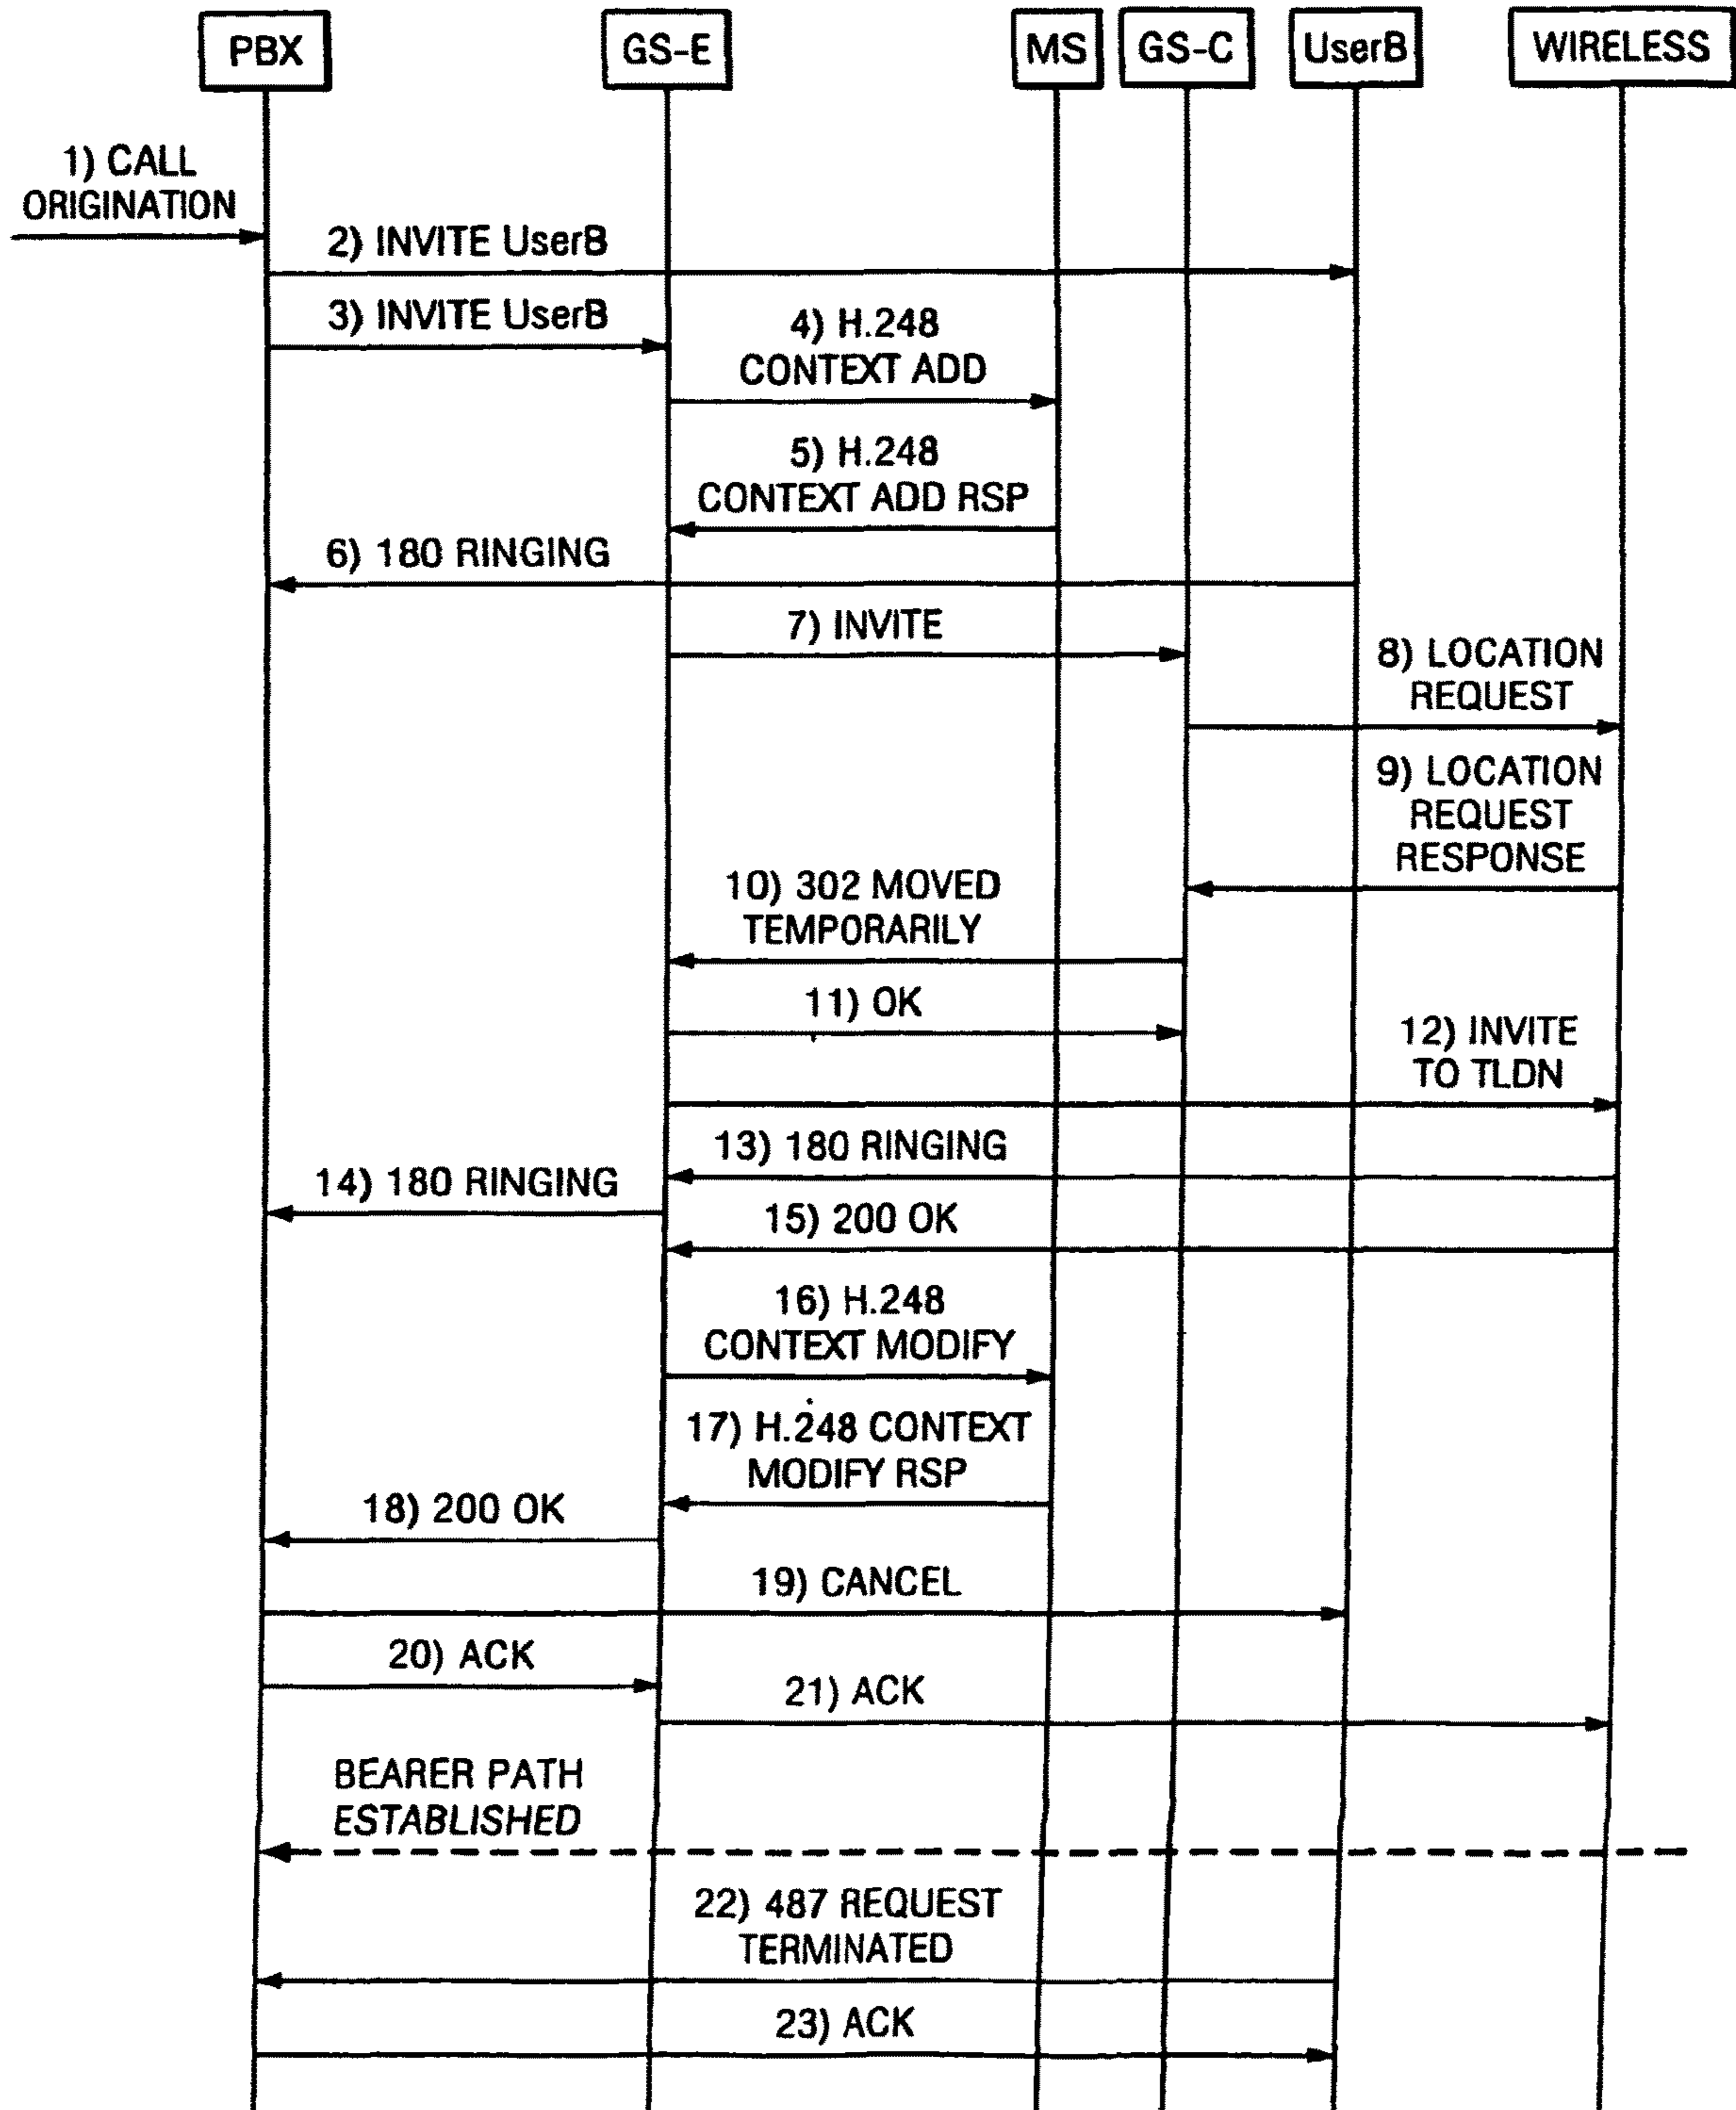 PBX
GS-E
MS
GS-C
UserB
WIRELESS
1) CALL
ORIGINATION
2) INVITE UserB
3) INVITE UserB
4) H.248
CONTEXT ADD
5) H.248
CONTEXT ADD RSP
6) 180 RINGING
7) INVITE
8) LOCATION
REQUEST
9) LOCATION
REQUEST
RESPONSE
10) 302 MOVED
TEMPORARILY
11) OK
12) INVITE
TO TLDN
13) 180 RINGING
14) 180 RINGING
15) 200 OK
16) H.248
CONTEXT MODIFY
17) H.248 CONTEXT
MODIFY RSP
18) 200 OK
19) CANCEL
20) ACK
21) ACK
BEARER PATH
ESTABLISHED
22) 487 REQUEST
TERMINATED
23) ACK